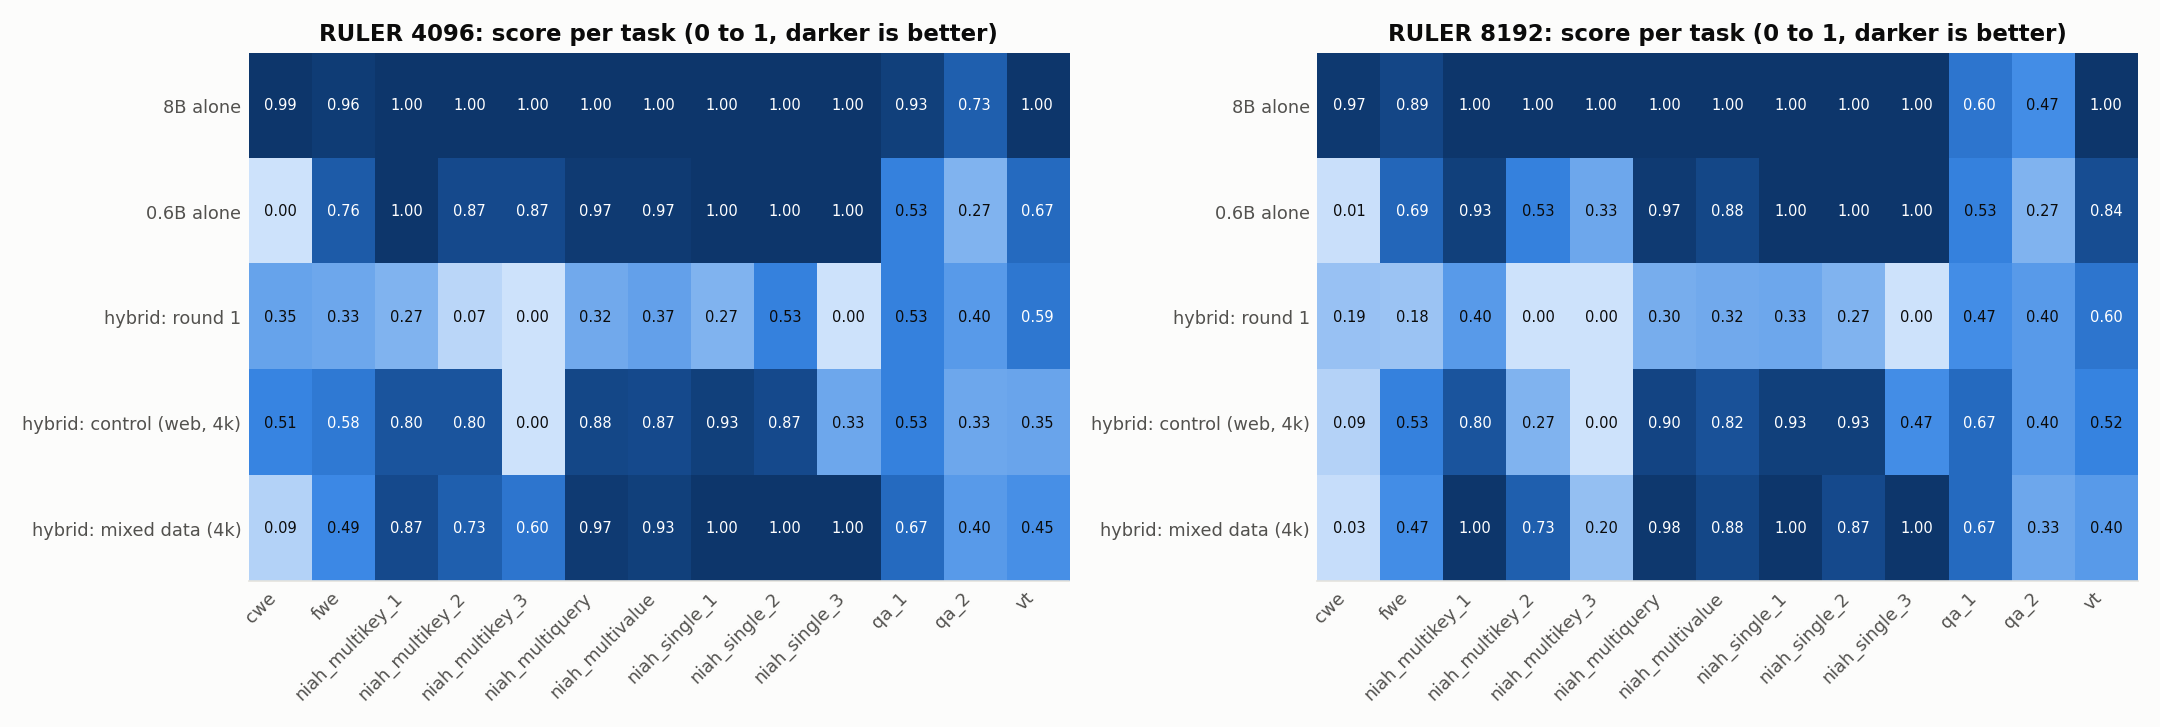 RULER 4096: score per task (0 to 1, darker is better)
8B alone 0.99 0.96 1.00 1.00 1.00 1.00 1.00 1.00 1.00 1.00 0.93 0.73 1.00
0.6B alone 0.00 0.76 1.00 0.87 0.87 0.97 0.97 1.00 1.00 1.00 0.53 0.27 0.67
hybrid: round 1 0.35 0.33 0.27 0.07 0.00 0.32 0.37 0.27 0.53 0.00 0.53 0.40 0.59
hybrid: control (web, 4k) 0.51 0.58 0.80 0.80 0.00 0.88 0.87 0.93 0.87 0.33 0.53 0.33 0.35
hybrid: mixed data (4k) 0.09 0.49 0.87 0.73 0.60 0.97 0.93 1.00 1.00 1.00 0.67 0.40 0.45
cwe fwe niah_multikey_1 niah_multikey_2 niah_multikey_3 niah_multiquery niah_multivalue niah_single_1 niah_single_2 niah_single_3 qa_1 qa_2 vt
RULER 8192: score per task (0 to 1, darker is better)
8B alone 0.97 0.89 1.00 1.00 1.00 1.00 1.00 1.00 1.00 1.00 0.60 0.47 1.00
0.6B alone 0.01 0.69 0.93 0.53 0.33 0.97 0.88 1.00 1.00 1.00 0.53 0.27 0.84
hybrid: round 1 0.19 0.18 0.40 0.00 0.00 0.30 0.32 0.33 0.27 0.00 0.47 0.40 0.60
hybrid: control (web, 4k) 0.09 0.53 0.80 0.27 0.00 0.90 0.82 0.93 0.93 0.47 0.67 0.40 0.52
hybrid: mixed data (4k) 0.03 0.47 1.00 0.73 0.20 0.98 0.88 1.00 0.87 1.00 0.67 0.33 0.40
cwe fwe niah_multikey_1 niah_multikey_2 niah_multikey_3 niah_multiquery niah_multivalue niah_single_1 niah_single_2 niah_single_3 qa_1 qa_2 vt